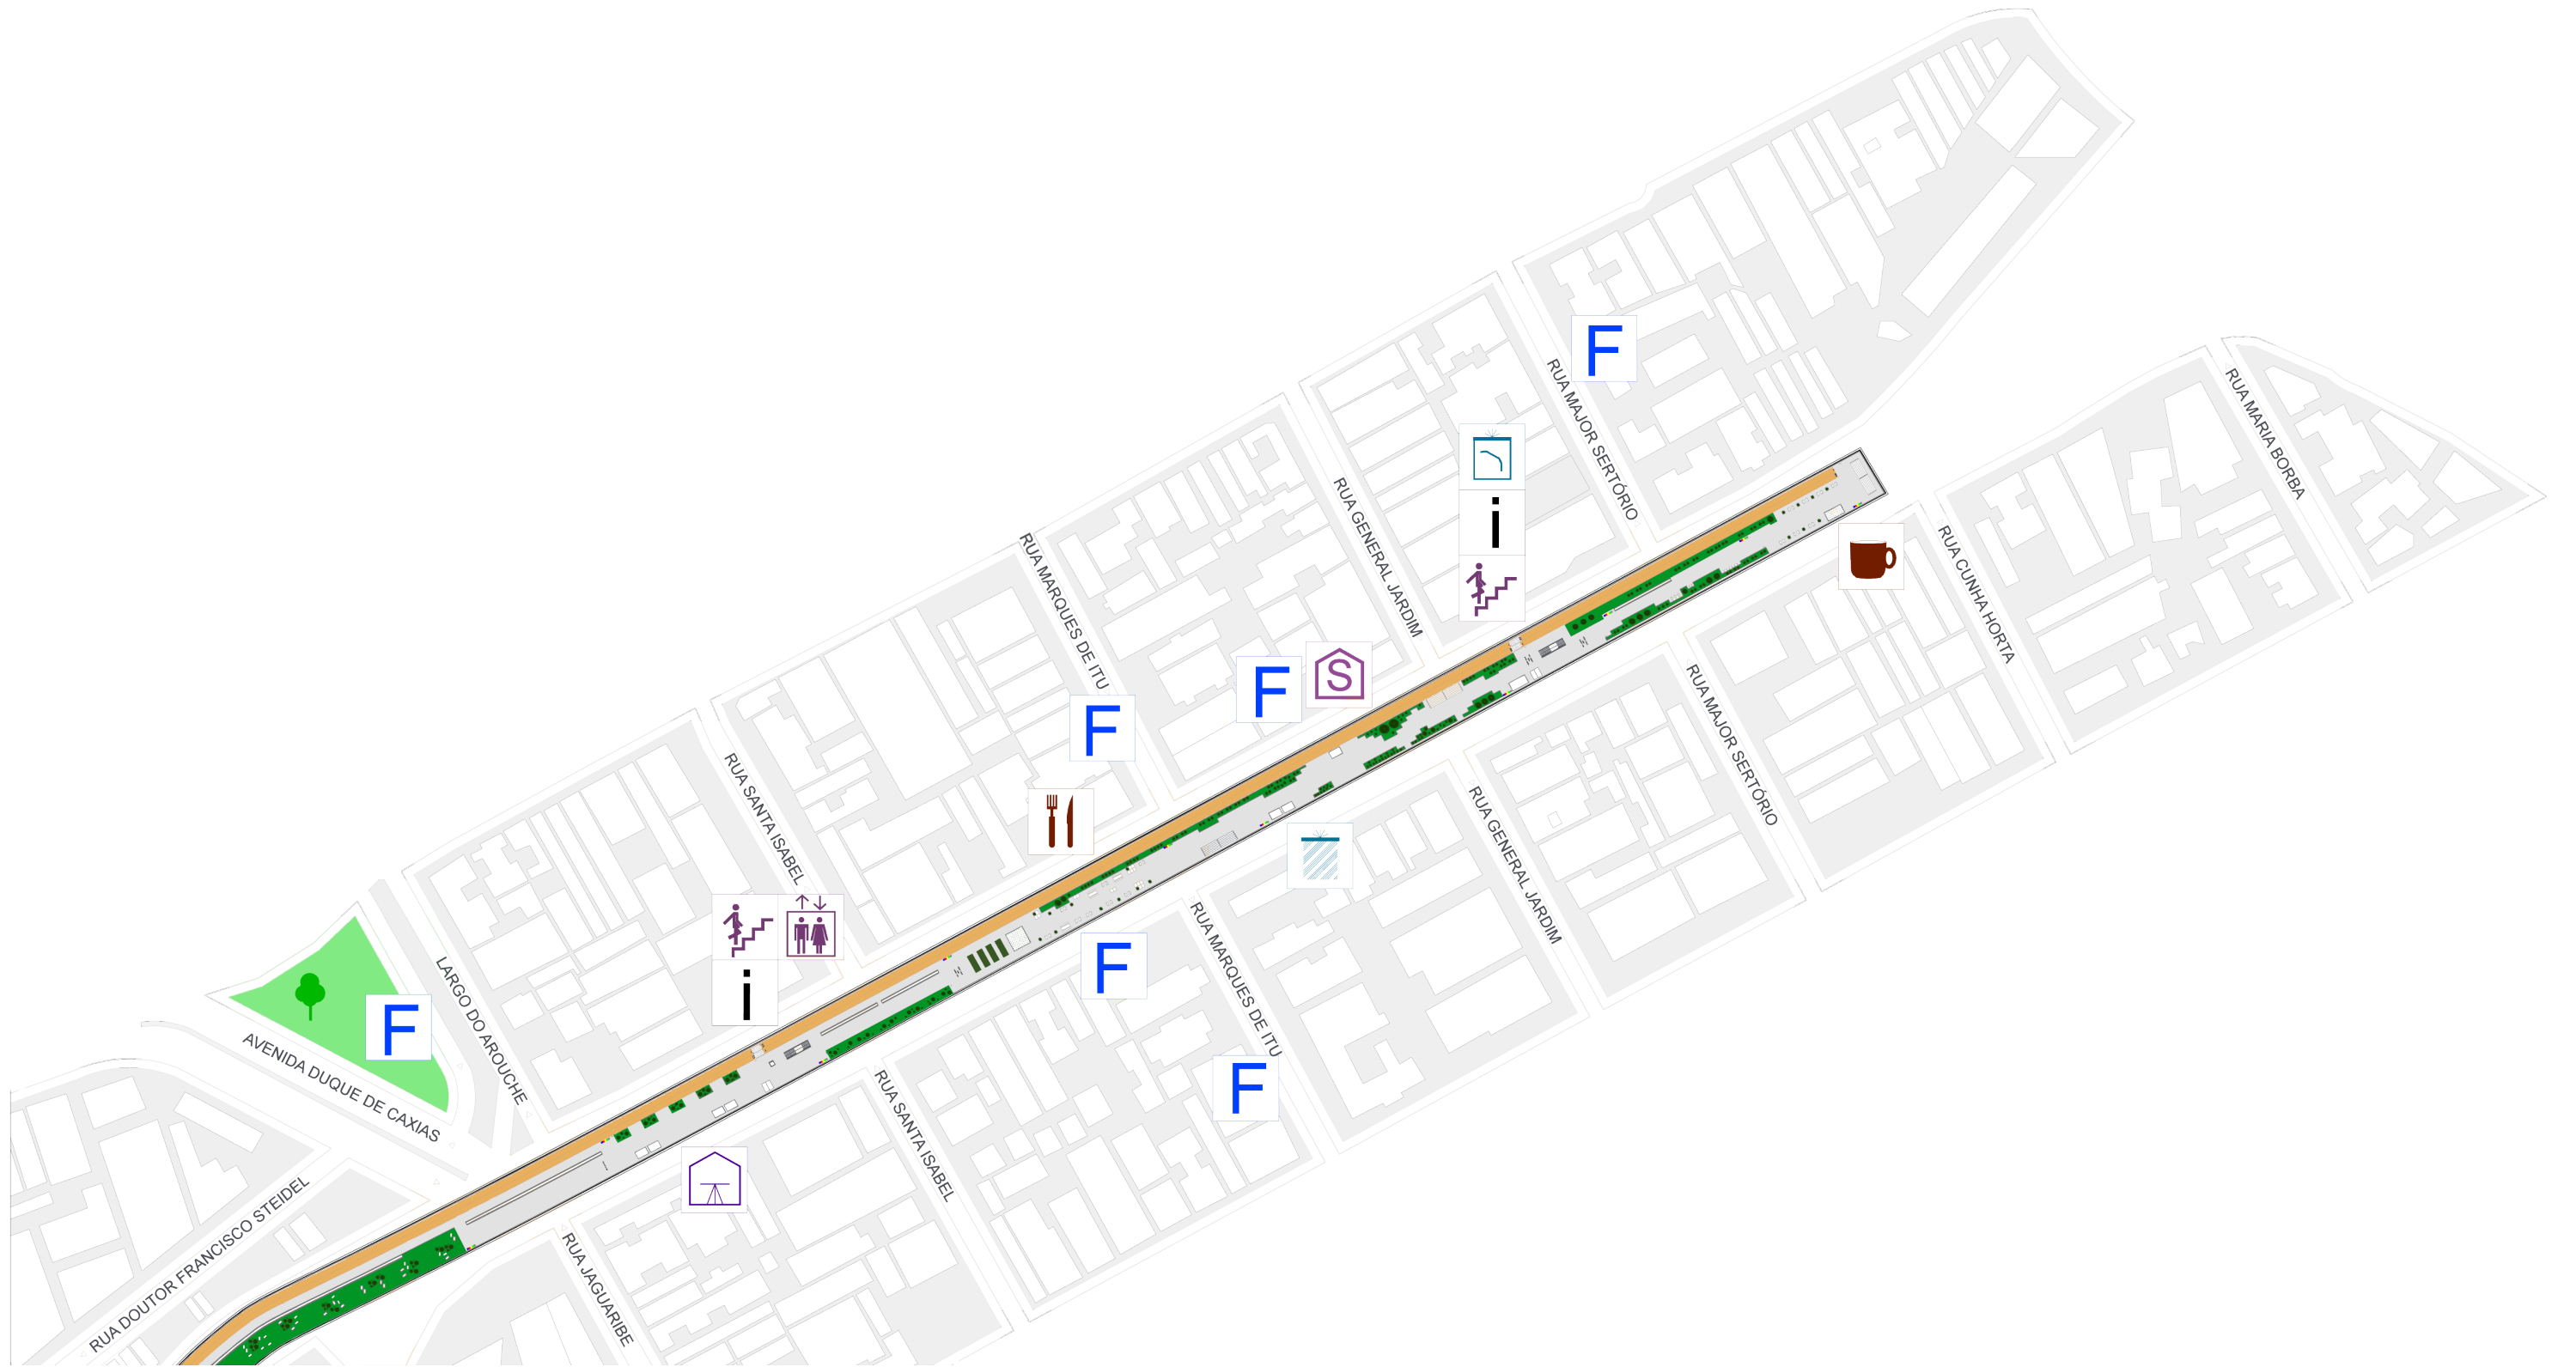 F
RUA MAJOR SERTÓRIO
RUA MARIA BORBA
i
RUA GENERAL JARDIM
RUA CUNHA HORTA
RUA MARQUES DE ITU
S
F
F
RUA MAJOR SERTÓRIO
RUA SANTA ISABEL
RUA GENERAL JARDIM
F
RUA MARQUES DE ITU
i
F
LARGO DO AROUCHE
AVENIDA DUQUE DE CAXIAS
F
RUA SANTA ISABEL
RUA DOUTOR FRANCISCO STEIDEL
RUA JAGUARIBE